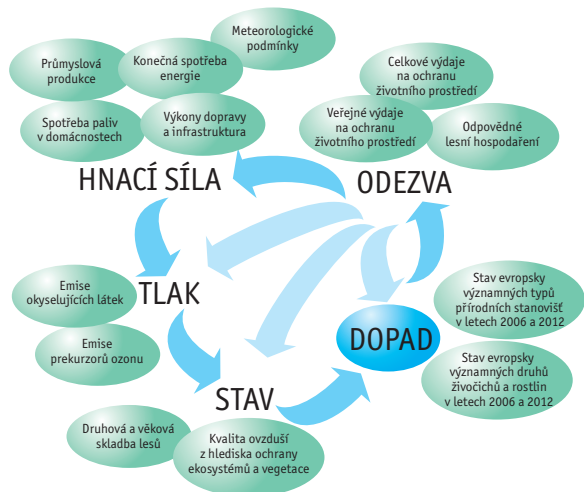 Meteorologické
podmínky
Průmyslová
produkce
Konečná spotřeba
energie
Spotřeba paliv
v domácnostech
Výkony dopravy
a infrastruktura
HNACÍ SÍLA
Celkové výdaje
na ochranu
životního prostředí
Veřejné výdaje
na ochranu
životního prostředí
Odpovědné
lesní hospodaření
ODEZVA
Emise
okyselujících látek
TLAK
Emise
prekurzorů ozonu
DOPAD
Stav evropsky
významných typů
přírodních stanovišť
v letech 2006 a 2012
Stav evropsky
významných druhů
živočichů a rostlin
v letech 2006 a 2012
STAV
Druhová a věková
skladba lesů
Kvalita ovzduší
z hlediska ochrany
ekosystémů a vegetace